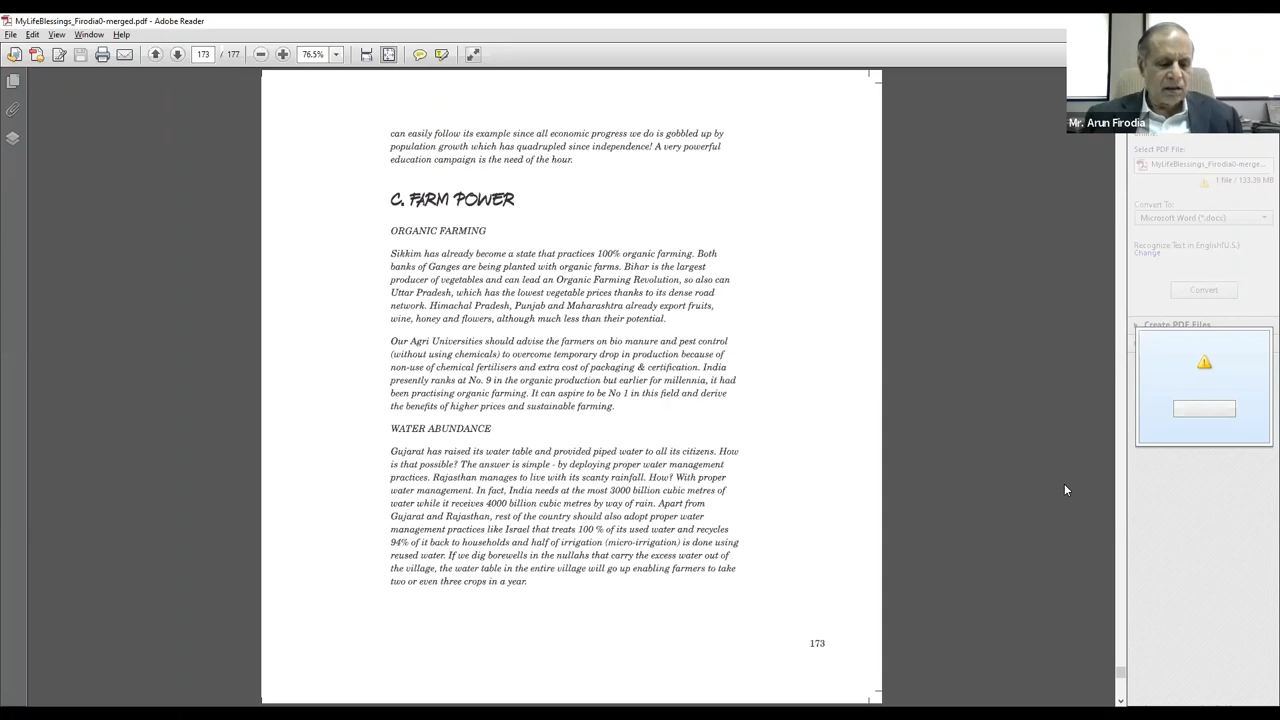 MyLifeBlessings_Firodia0-merged.pdf - Adobe Reader
File Edit View Window Help
173 / 177 76.5%
Mr. Arun Firodia
can easily follow its example since all economic progress we do is gobbled up by
population growth which has quadrupled since independence! A very powerful
education campaign is the need of the hour.
C. FARM POWER
ORGANIC FARMING
Sikkim has already become a state that practices 100% organic farming. Both
banks of Ganges are being planted with organic farms. Bihar is the largest
producer of vegetables and can lead an Organic Farming Revolution, so also can
Uttar Pradesh, which has the lowest vegetable prices thanks to its dense road
network. Himachal Pradesh, Punjab and Maharashtra already export fruits,
wine, honey and flowers, although much less than their potential.
Our Agri Universities should advise the farmers on bio manure and pest control
(without using chemicals) to overcome temporary drop in production because of
non-use of chemical fertilisers and extra cost of packaging & certification. India
presently ranks at No. 9 in the organic production but earlier for millennia, it had
been practising organic farming. It can aspire to be No 1 in this field and derive
the benefits of higher prices and sustainable farming.
WATER ABUNDANCE
Gujarat has raised its water table and provided piped water to all its citizens. How
is that possible? The answer is simple - by deploying proper water management
practices. Rajasthan manages to live with its scanty rainfall. How? With proper
water management. In fact, India needs at the most 3000 billion cubic metres of
water while it receives 4000 billion cubic metres by way of rain. Apart from
Gujarat and Rajasthan, rest of the country should also adopt proper water
management practices like Israel that treats 100 % of its used water and recycles
94% of it back to households and half of irrigation (micro-irrigation) is done using
reused water. If we dig borewells in the nullahs that carry the excess water out of
the village, the water table in the entire village will go up enabling farmers to take
two or even three crops in a year.
173
online.
Select PDF File:
MyLifeBlessings_Firodia0-merge...
1 file / 133.39 MB
Convert To:
Microsoft Word (*.docx)
Recognize Text in English(U.S.)
Change
Convert
Create PDF Files